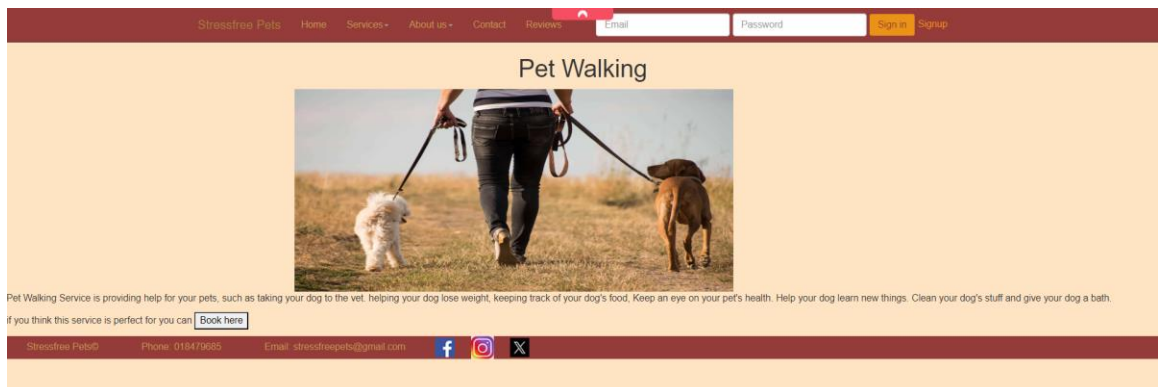 Stressfree Pets Home Services About us Contact Reviews Email Password Sign in Signup
Pet Walking
Pet Walking Service is providing help for your pets, such as taking your dog to the vet. helping your dog lose weight, keeping track of your dog's food, Keep an eye on your pet's health. Help your dog learn new things. Clean your dog's stuff and give your dog a bath.
if you think this service is perfect for you can Book here
Stressfree Pets© Phone: 018479685 Email: stressfreepets@gmail.com